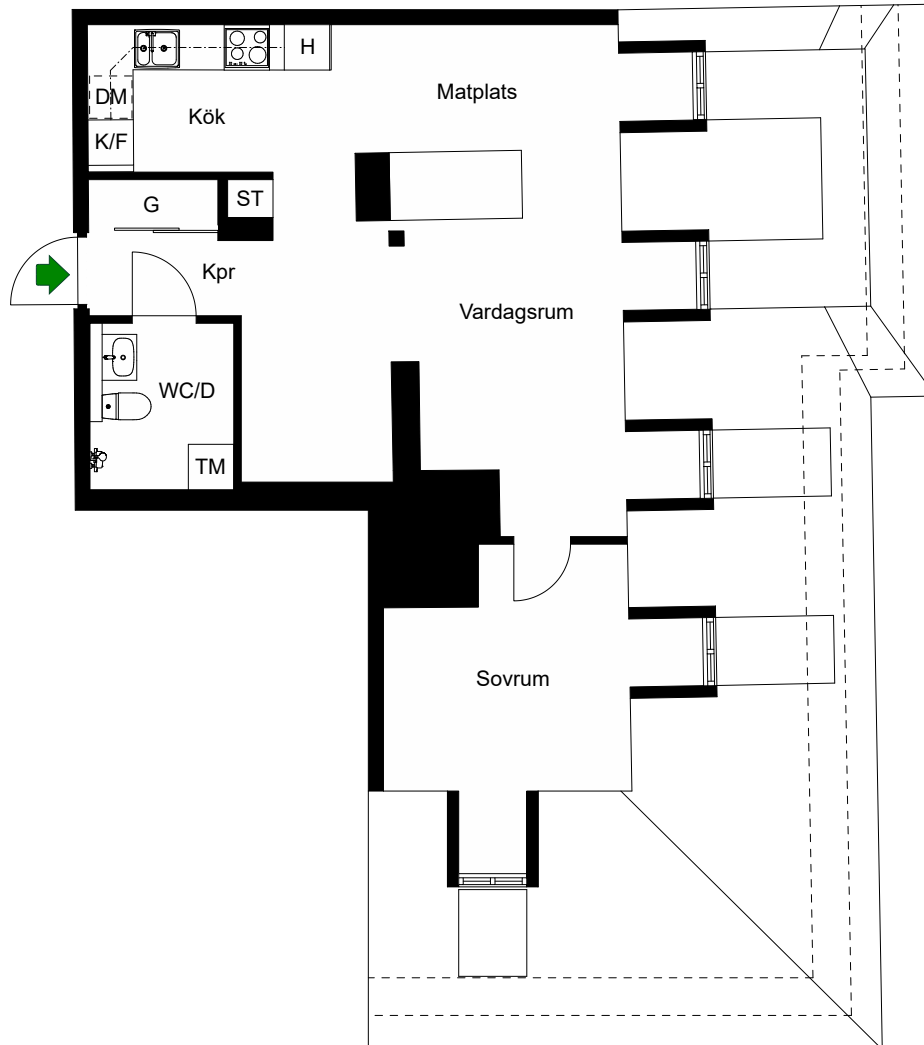 H
Matplats
DM
Kök
K/F
ST
G
Kpr
Vardagsrum
WC/D
TM
Sovrum